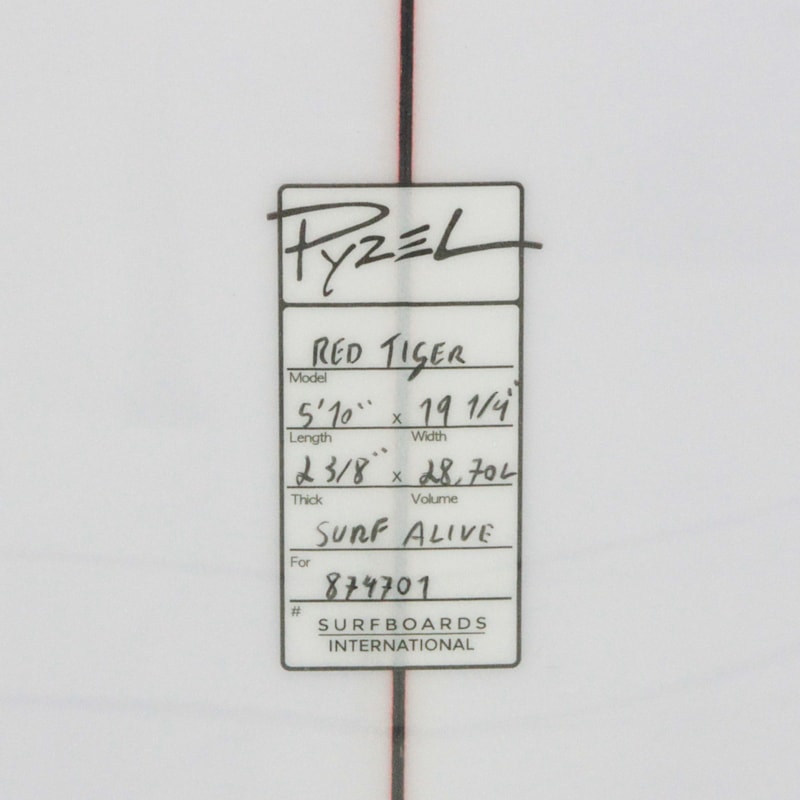 PYZEL
RED TIGER
Model
5'10" x 19 1/4"
Length Width
2 3/8" x 28,70L
Thick Volume
SURF ALIVE
For
874701
#
SURFBOARDS
INTERNATIONAL